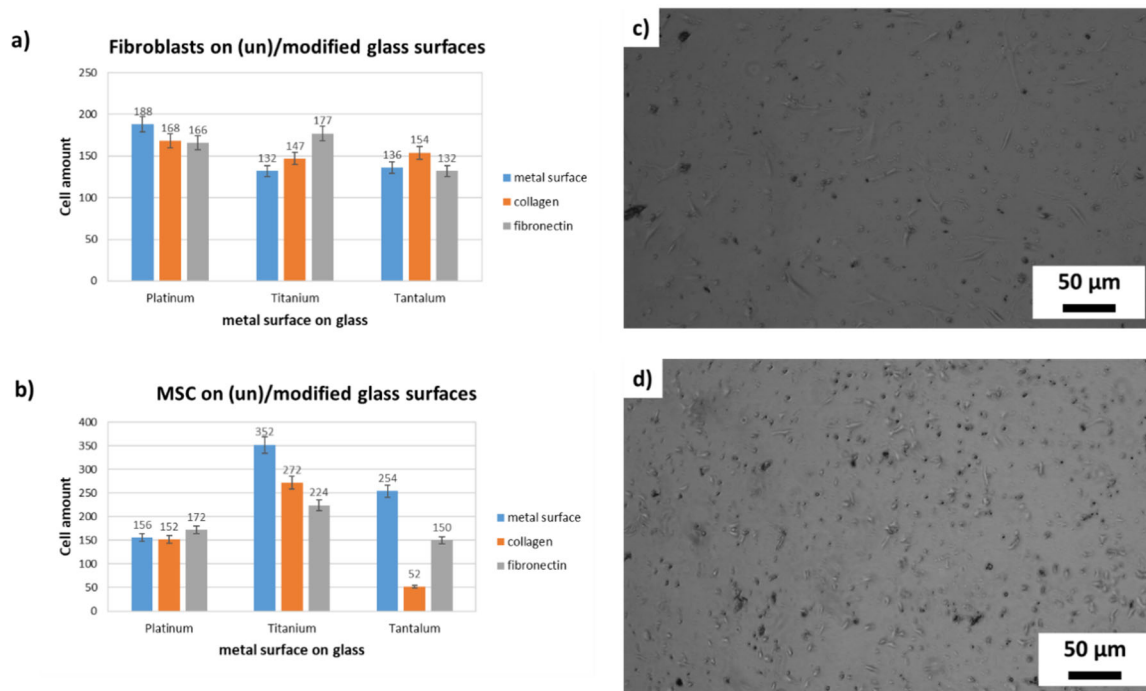 a)
Fibroblasts on (un)/modified glass surfaces
250
200
150
100
50
0
Cell amount
188
168
166
132
147
177
136
154
132
Platinum
Titanium
Tantalum
metal surface on glass
metal surface
collagen
fibronectin
b)
MSC on (un)/modified glass surfaces
400
350
300
250
200
150
100
50
0
Cell amount
156
152
172
352
272
224
254
52
150
Platinum
Titanium
Tantalum
metal surface on glass
metal surface
collagen
fibronectin
c)
50 µm
d)
50 µm